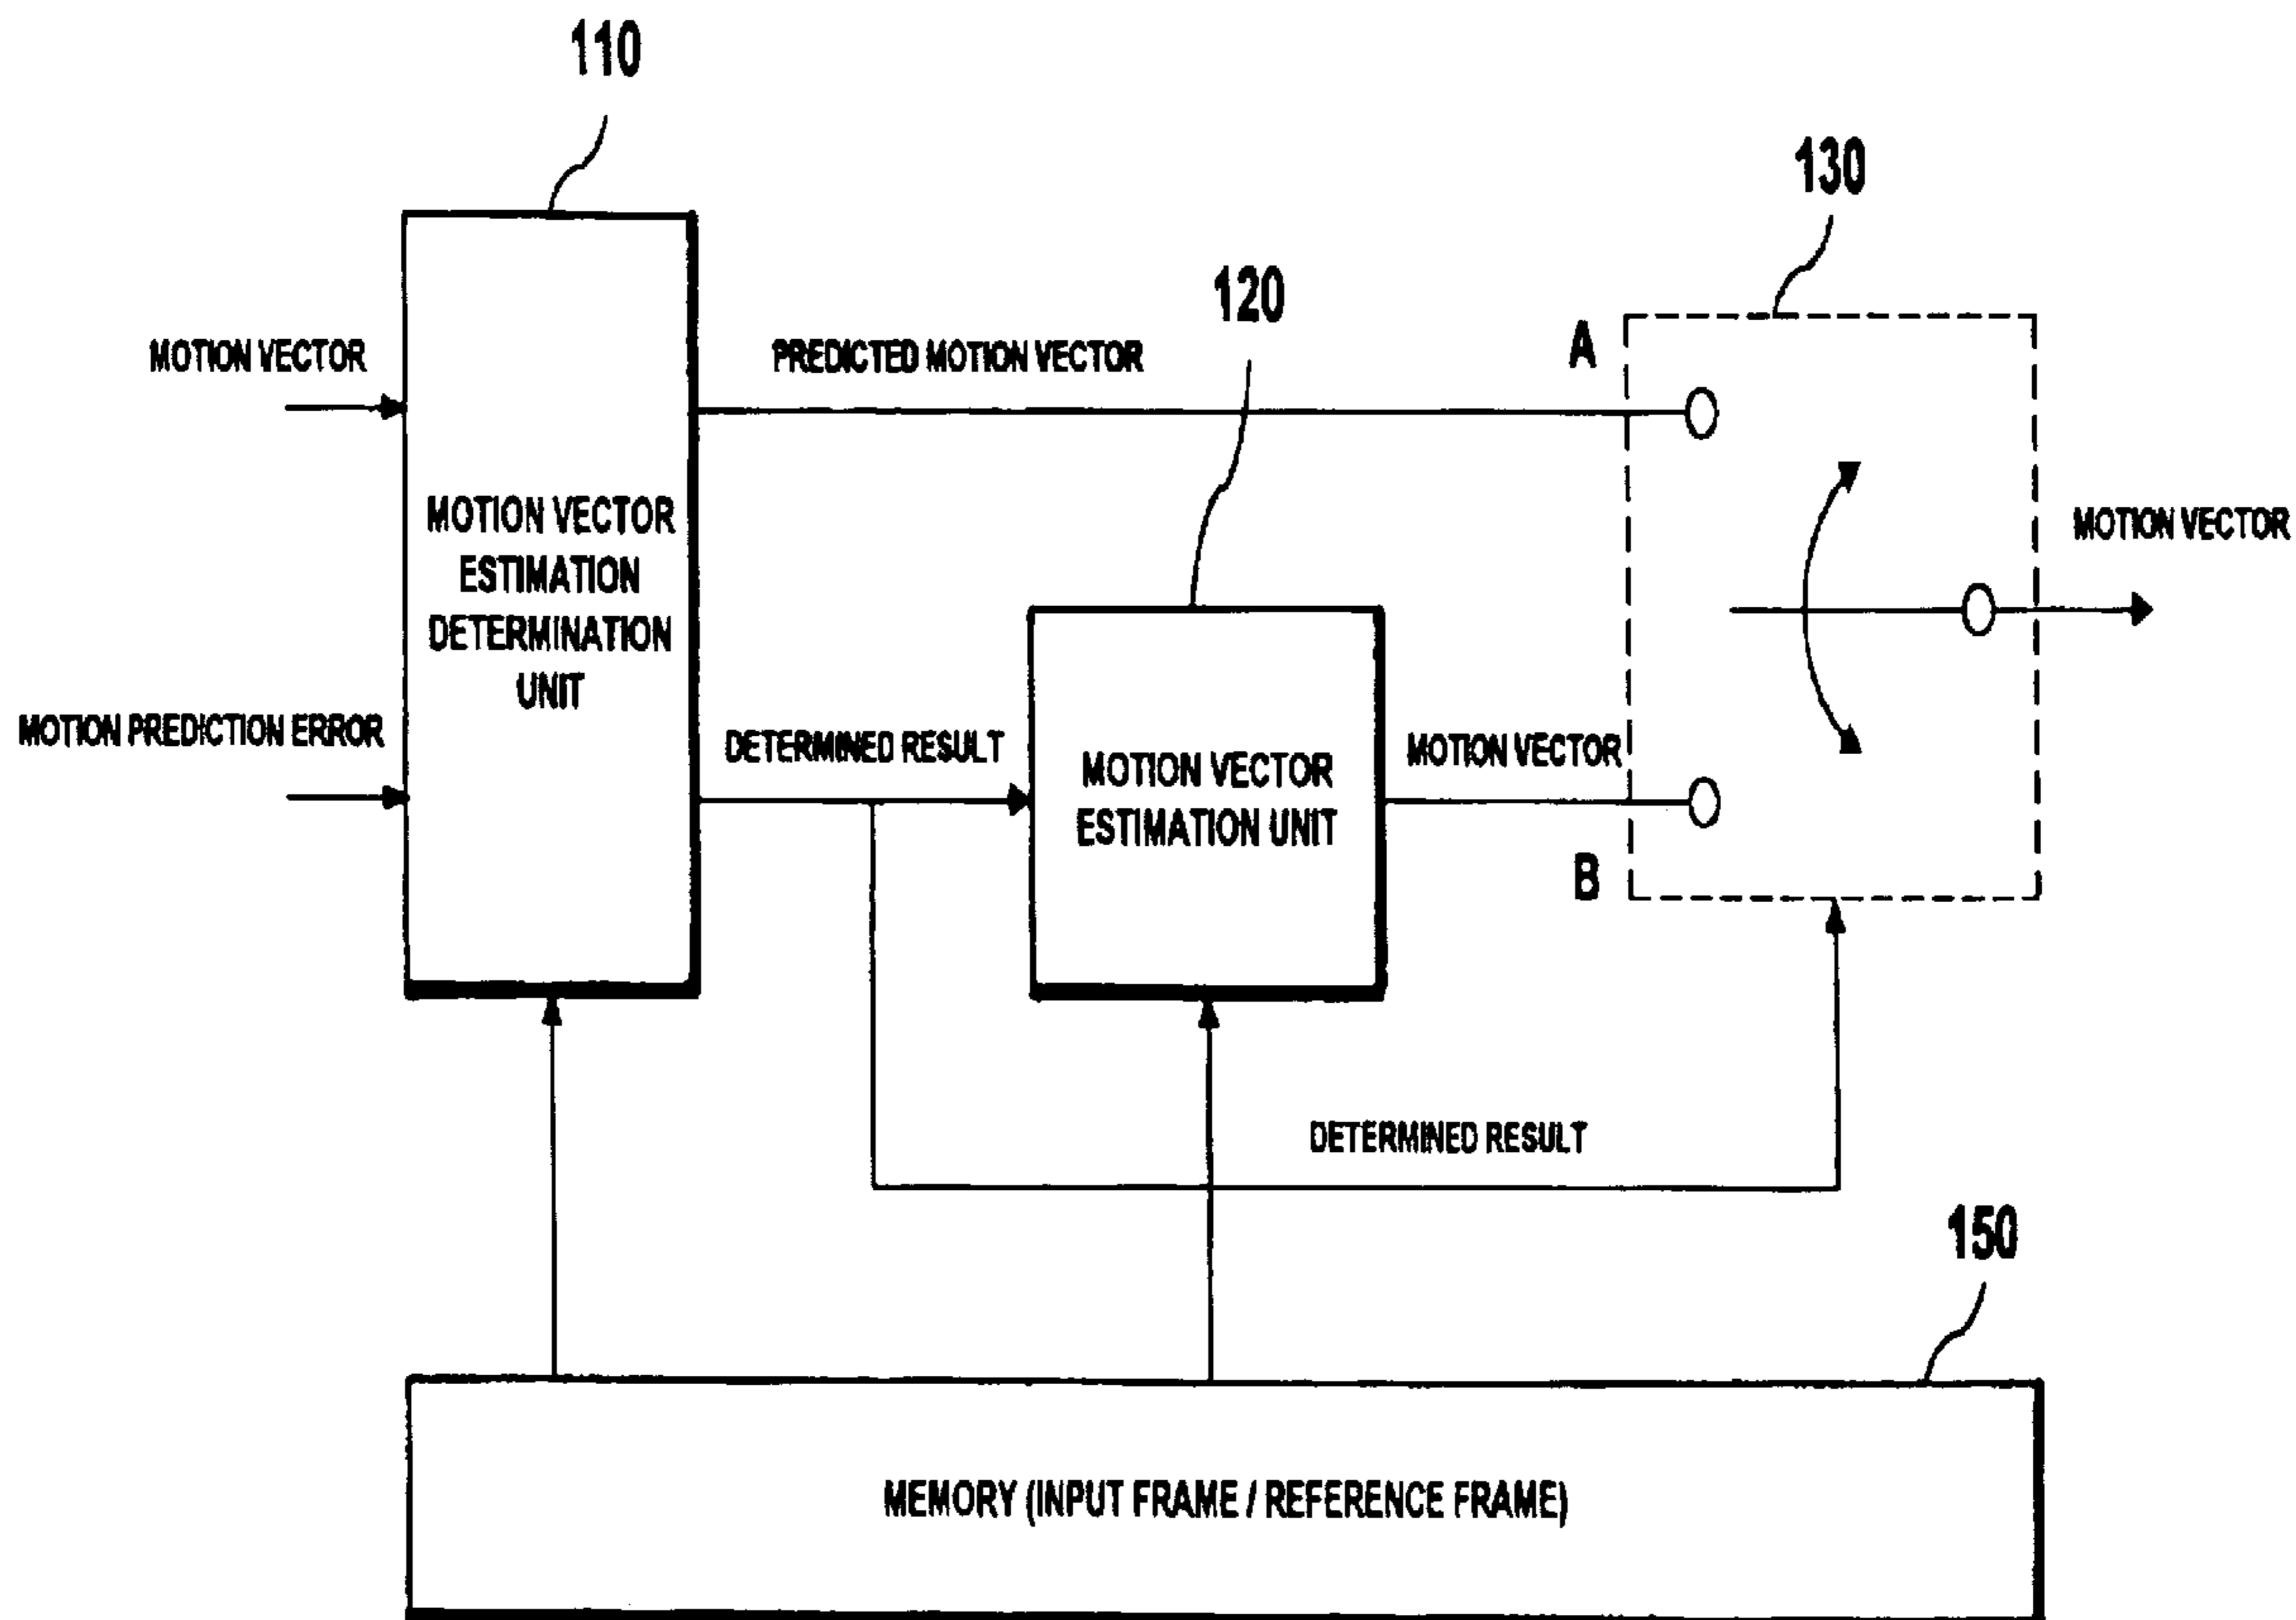 110
130
120
A
MOTION VECTOR
PREDICTED MOTION VECTOR
MOTION VECTOR
MOTION VECTOR
ESTIMATION
DETERMINATION
UNIT
MOTION PREDICTION ERROR
DETERMINED RESULT
MOTION VECTOR
ESTIMATION UNIT
MOTION VECTOR
B
DETERMINED RESULT
150
MEMORY (INPUT FRAME / REFERENCE FRAME)